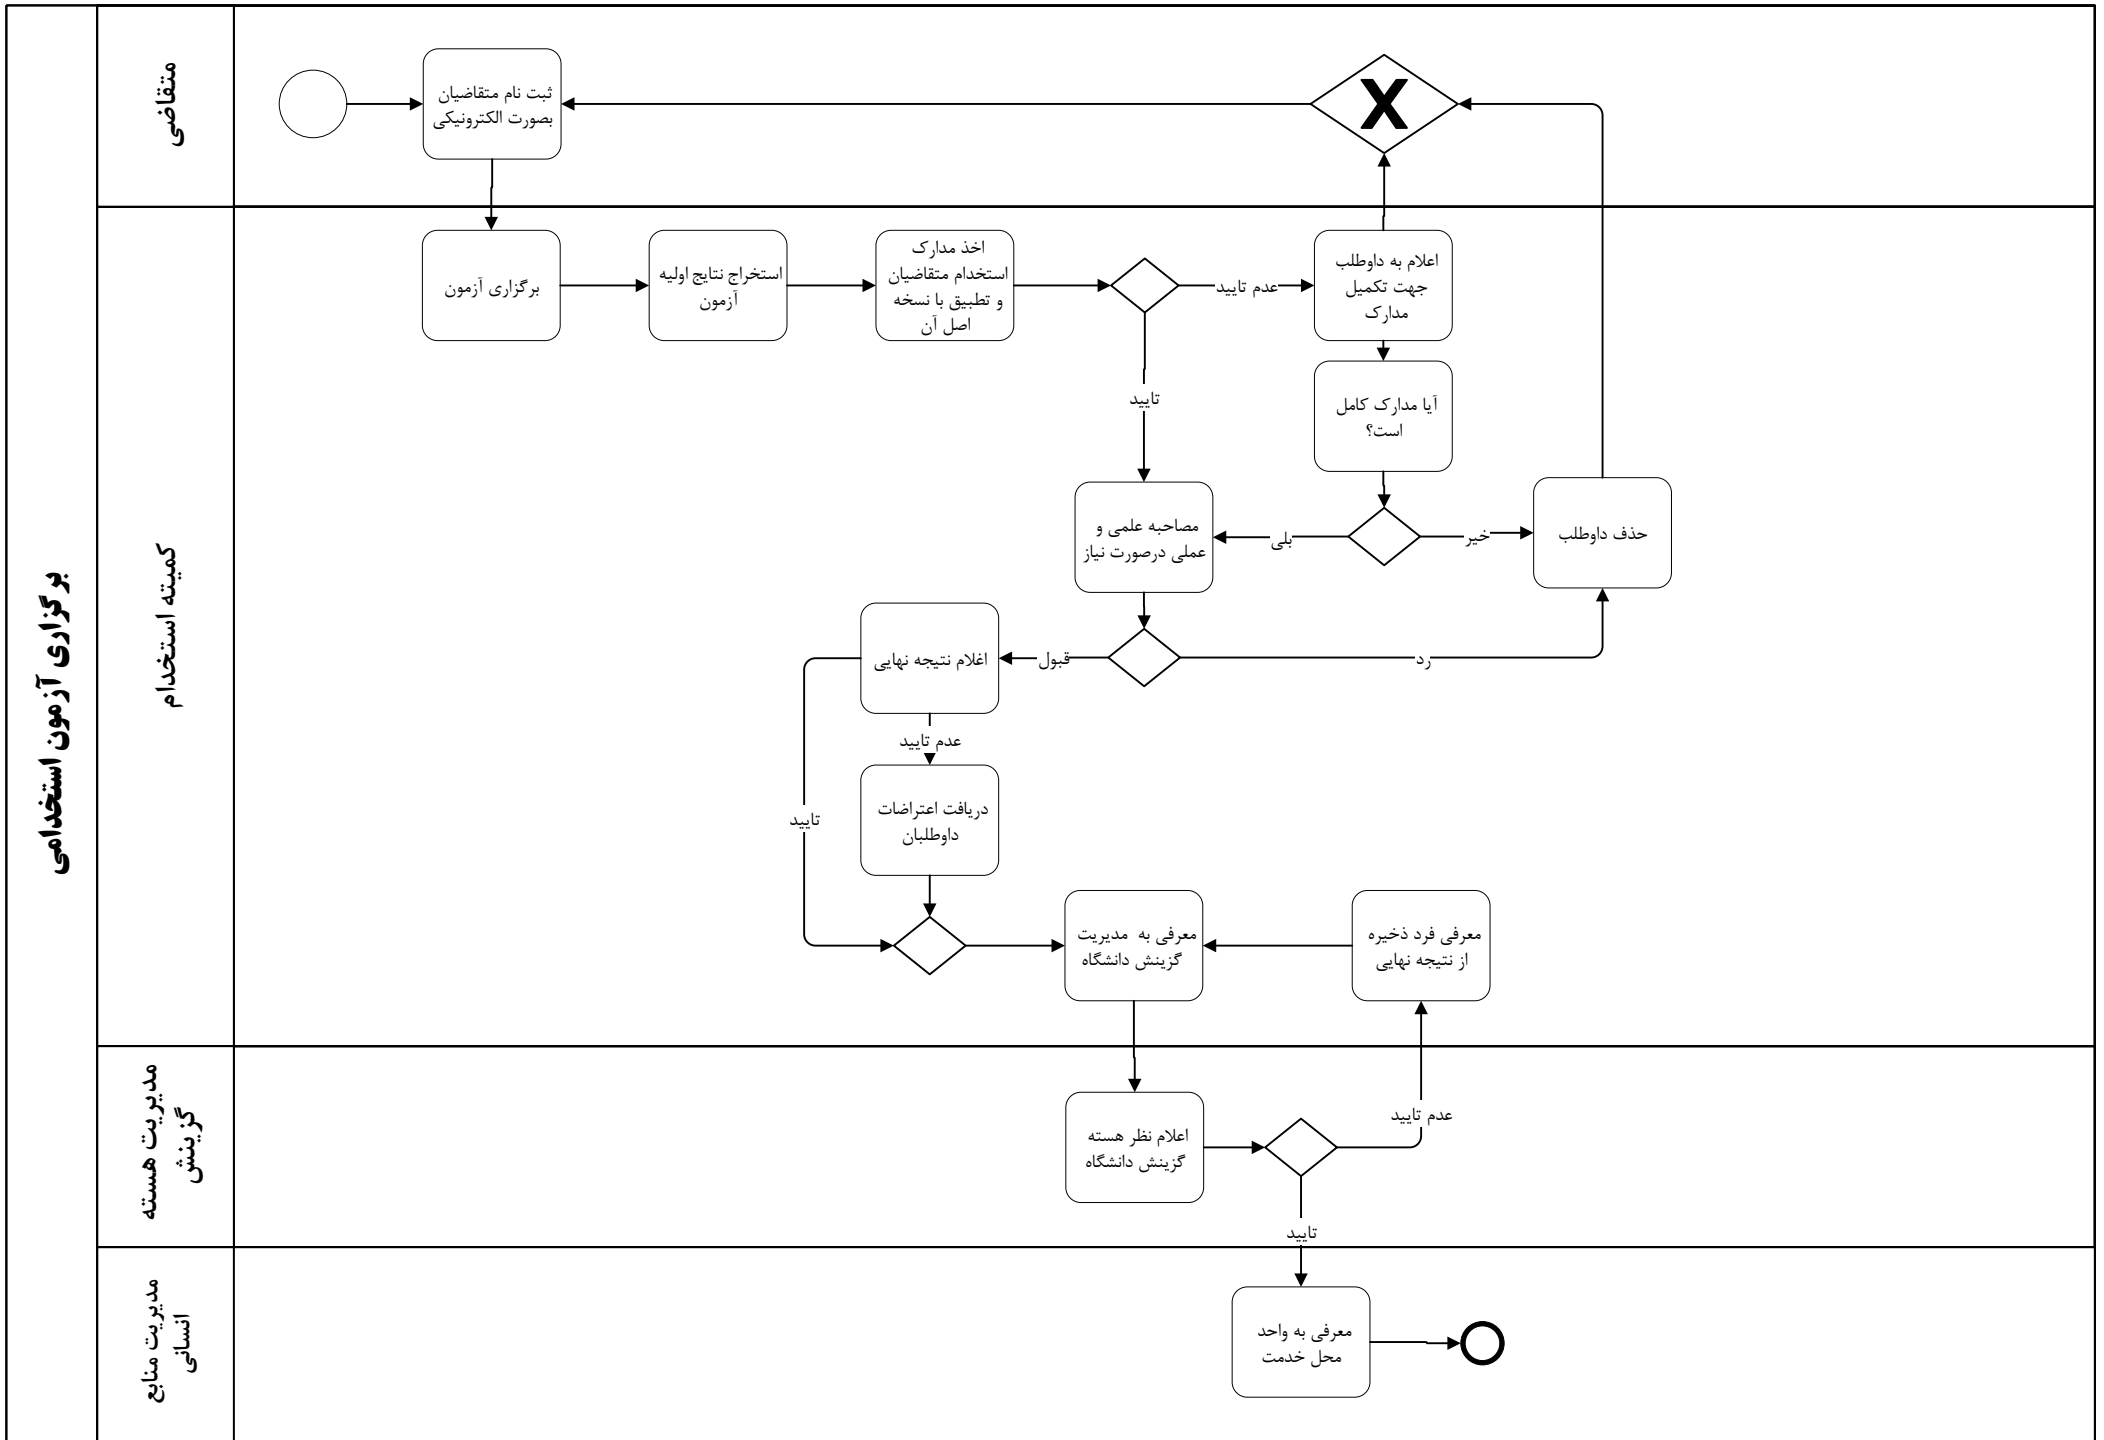 برگزاری آزمون استخدامی
متقاضی
ثبت نام متقاضیان
بصورت الکترونیکی
X
کمیته استخدام
برگزاری آزمون
استخراج نتایج اولیه
آزمون
اخذ مدارک
استخدام متقاضیان
و تطبیق با نسخه
اصل آن
عدم تایید
اعلام به داوطلب
جهت تکمیل
مدارک
تایید
آیا مدارک کامل
است؟
مصاحبه علمی و
عملی درصورت نیاز
بلی
خیر
حذف داوطلب
اغلام نتیجه نهایی
قبول
رد
عدم تایید
تایید
دریافت اعتراضات
داوطلبان
معرفی به مدیریت
گزینش دانشگاه
معرفی فرد ذخیره
از نتیجه نهایی
مدیریت هسته
گزینش
اعلام نظر هسته
گزینش دانشگاه
عدم تایید
تایید
مدیریت منابع
انسانی
معرفی به واحد
محل خدمت